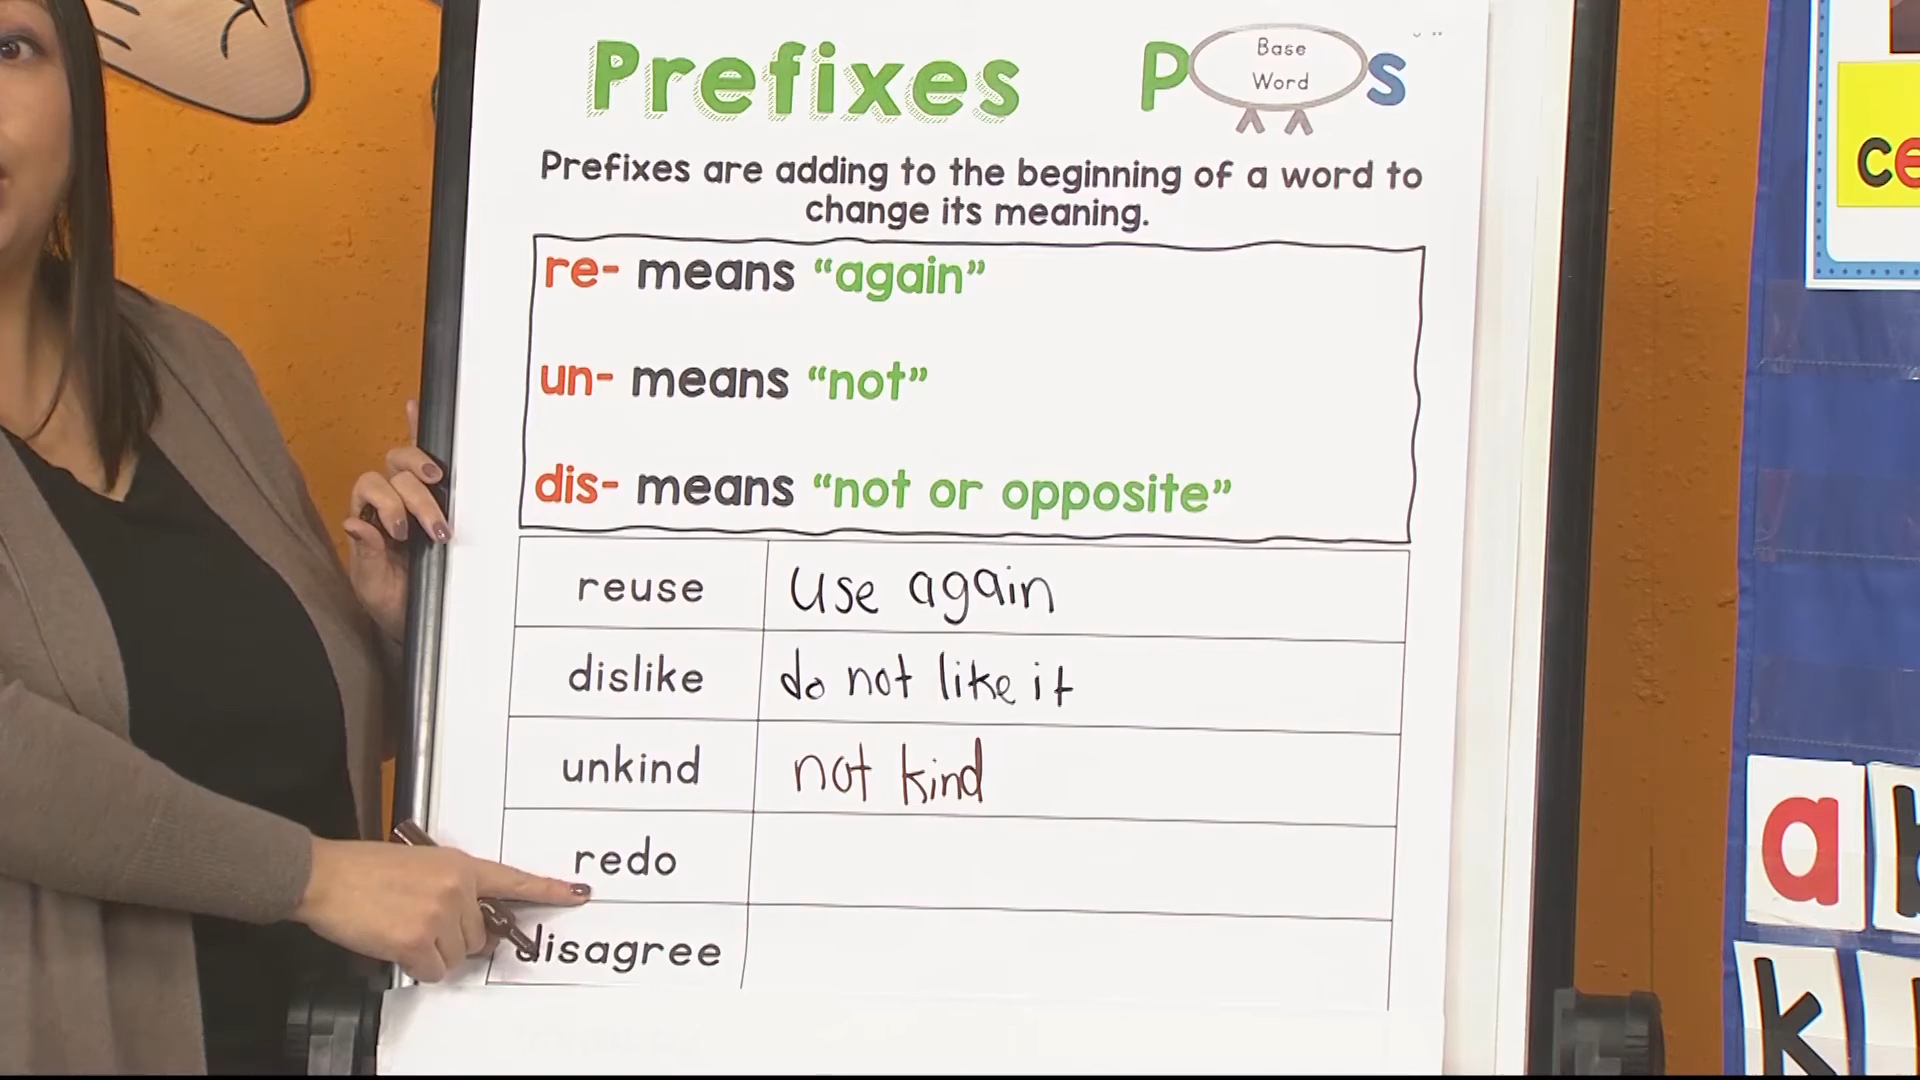 Prefixes
P Base Word s
Prefixes are adding to the beginning of a word to
change its meaning.
re- means “again”
un- means “not”
dis- means “not or opposite”
reuse use again
dislike do not like it
unkind not kind
redo
disagree
ce
a
k